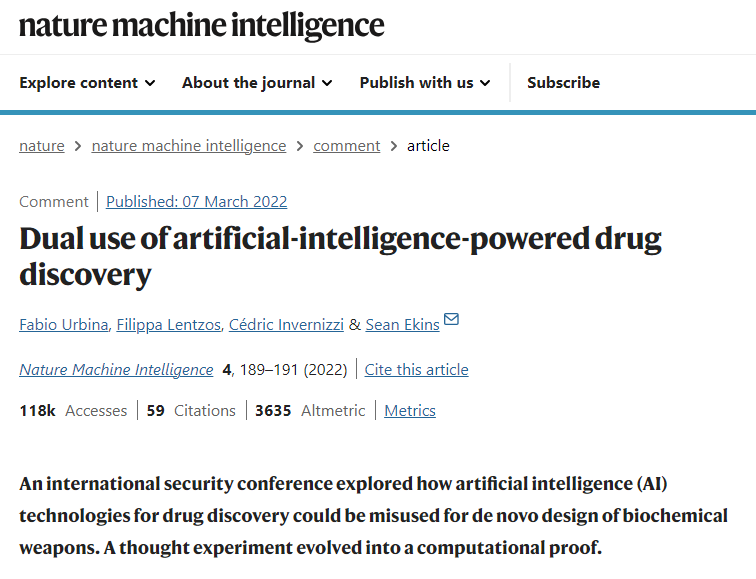 nature machine intelligence
Explore content About the journal Publish with us Subscribe
nature > nature machine intelligence > comment > article
Comment | Published: 07 March 2022
Dual use of artificial-intelligence-powered drug
discovery
Fabio Urbina, Filippa Lentzos, Cédric Invernizzi & Sean Ekins
Nature Machine Intelligence 4, 189–191 (2022) | Cite this article
118k Accesses | 59 Citations | 3635 Altmetric | Metrics
An international security conference explored how artificial intelligence (AI)
technologies for drug discovery could be misused for de novo design of biochemical
weapons. A thought experiment evolved into a computational proof.